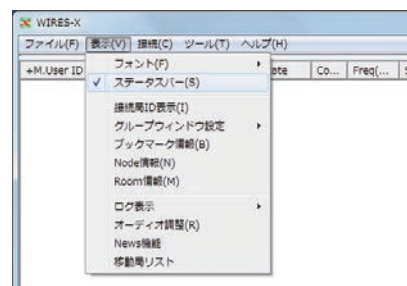 WIRES-X
ファイル(F) 表示(V) 接続(C) ツール(T) ヘルプ(H)
+M.User ID ate Co... Freq(... S
フォント(F)
ステータスバー(S)
接続局ID表示(I)
グループウィンドウ設定
ブックマーク情報(B)
Node情報(N)
Room情報(M)
ログ表示
オーディオ調整(R)
News機能
移動局リスト